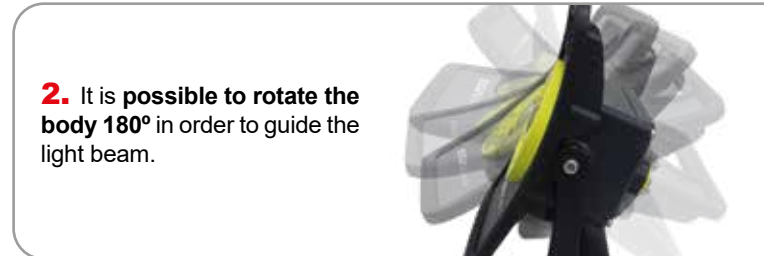 2. It is possible to rotate the
body 180º in order to guide the
light beam.